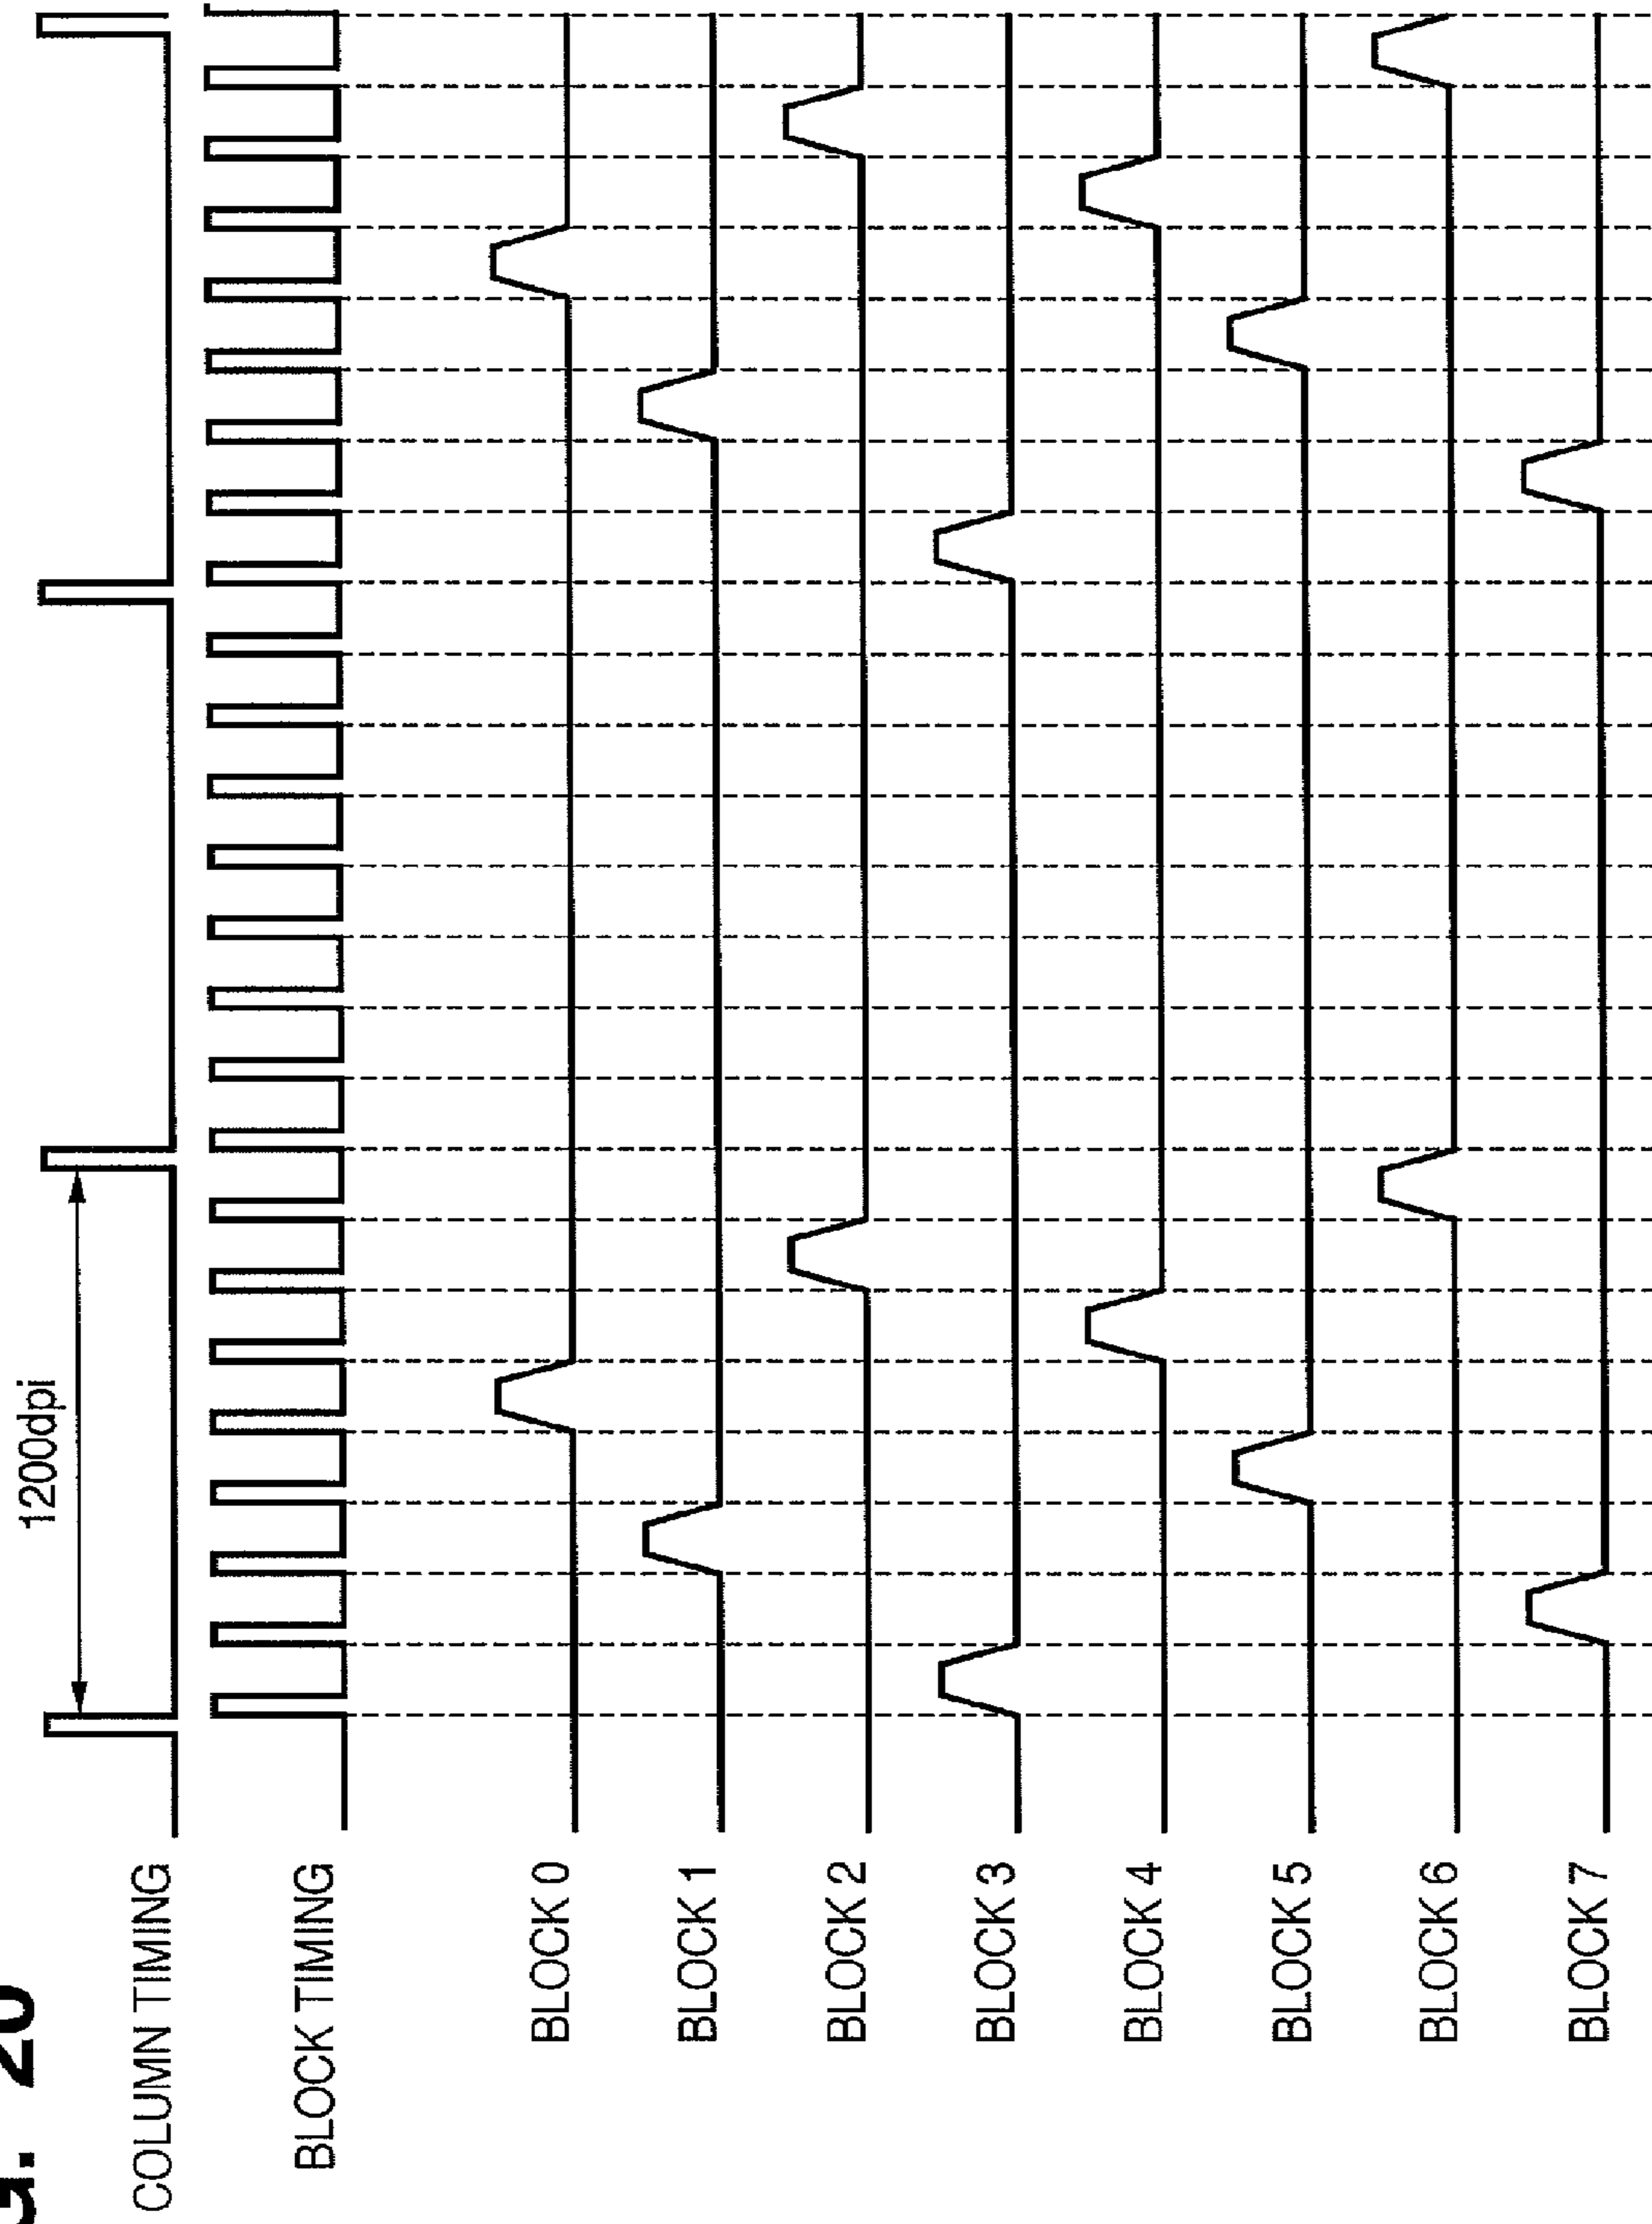 G. 20
1200dpi
COLUMN TIMING
BLOCK TIMING
BLOCK 0
BLOCK 1
BLOCK 2
BLOCK 3
BLOCK 4
BLOCK 5
BLOCK 6
BLOCK 7